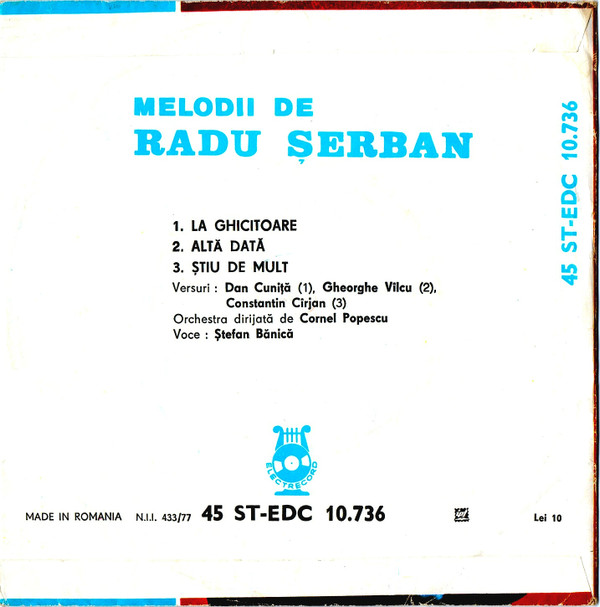 MELODII DE
RADU ȘERBAN
45 ST-EDC 10.736
1. LA GHICITOARE
2. ALTĂ DATĂ
3. ȘTIU DE MULT
Versuri : Dan Cuniță (1), Gheorghe Vîlcu (2),
Constantin Cîrjan (3)
Orchestra dirijată de Cornel Popescu
Voce : Ștefan Bănică
ELECTRECORD
MADE IN ROMANIA N.I.I. 433/77 45 ST-EDC 10.736 Lei 10